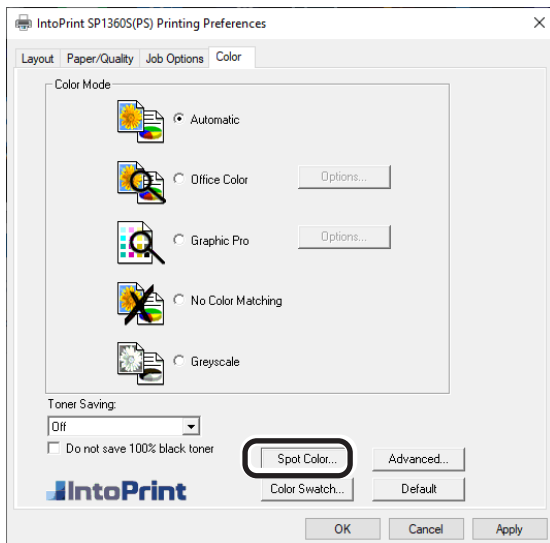 IntoPrint SP1360S(PS) Printing Preferences
Layout Paper/Quality Job Options Color
Color Mode
Automatic
Office Color Options...
Graphic Pro Options...
No Color Matching
Greyscale
Toner Saving:
Off
Do not save 100% black toner
Spot Color... Advanced...
IntoPrint Color Swatch... Default
OK Cancel Apply